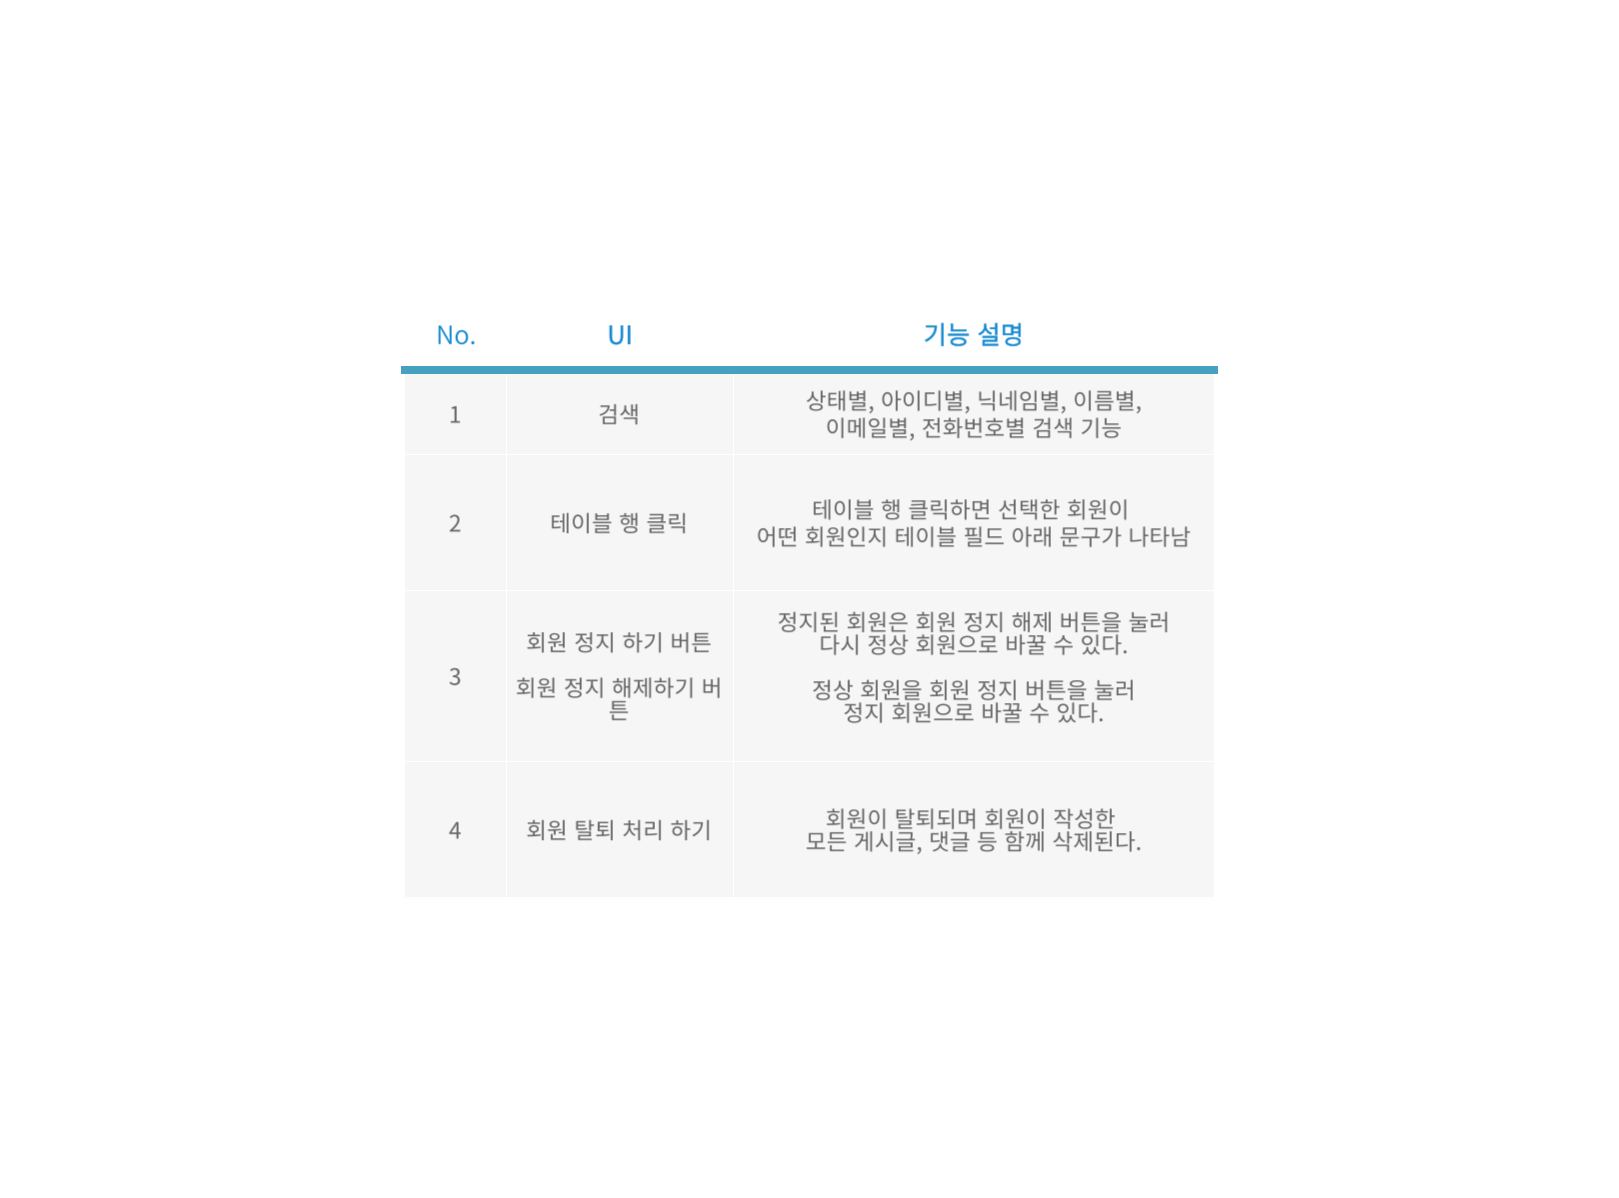 No. UI 기능 설명
1 검색 상태별, 아이디별, 닉네임별, 이름별,
이메일별, 전화번호별 검색 기능
2 테이블 행 클릭 테이블 행 클릭하면 선택한 회원이
어떤 회원인지 테이블 필드 아래 문구가 나타남
3 회원 정지 하기 버튼
회원 정지 해제하기 버
튼
정지된 회원은 회원 정지 해제 버튼을 눌러
다시 정상 회원으로 바꿀 수 있다.
정상 회원을 회원 정지 버튼을 눌러
정지 회원으로 바꿀 수 있다.
4 회원 탈퇴 처리 하기 회원이 탈퇴되며 회원이 작성한
모든 게시글, 댓글 등 함께 삭제된다.